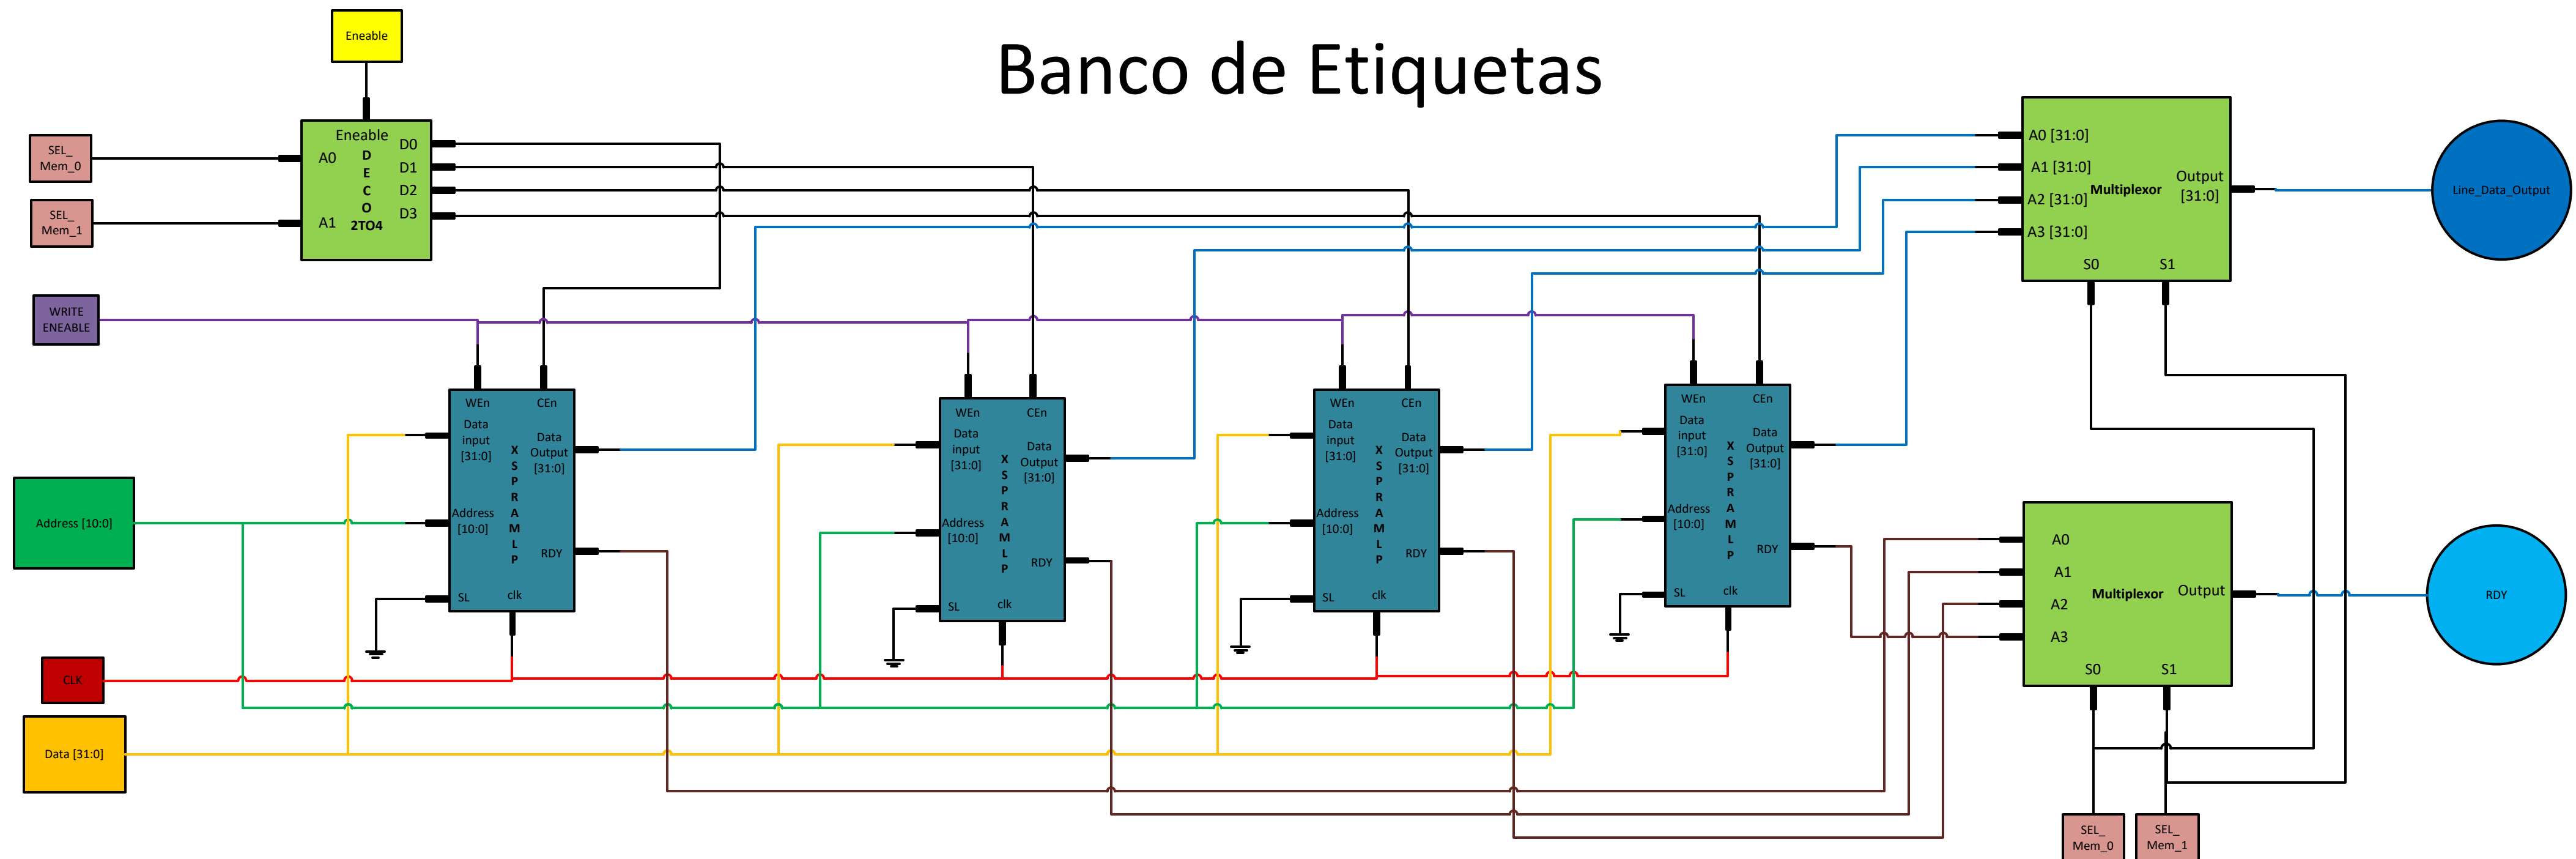 Eneable
Banco de Etiquetas
SEL_
Mem_0
SEL_
Mem_1
Eneable
A0
A1
D
E
C
O
2TO4
D0
D1
D2
D3
WRITE
ENEABLE
Address [10:0]
CLK
Data [31:0]
WEn
CEn
Data
input
[31:0]
Data
Output
[31:0]
X
S
P
R
A
M
L
P
Address
[10:0]
RDY
SL
clk
WEn
CEn
Data
input
[31:0]
Data
Output
[31:0]
X
S
P
R
A
M
L
P
Address
[10:0]
RDY
SL
clk
WEn
CEn
Data
input
[31:0]
Data
Output
[31:0]
X
S
P
R
A
M
L
P
Address
[10:0]
RDY
SL
clk
WEn
CEn
Data
input
[31:0]
Data
Output
[31:0]
X
S
P
R
A
M
L
P
Address
[10:0]
RDY
SL
clk
A0 [31:0]
A1 [31:0]
A2 [31:0]
A3 [31:0]
Multiplexor
Output
[31:0]
S0
S1
Line_Data_Output
A0
A1
A2
A3
Multiplexor
Output
S0
S1
RDY
SEL_
Mem_0
SEL_
Mem_1